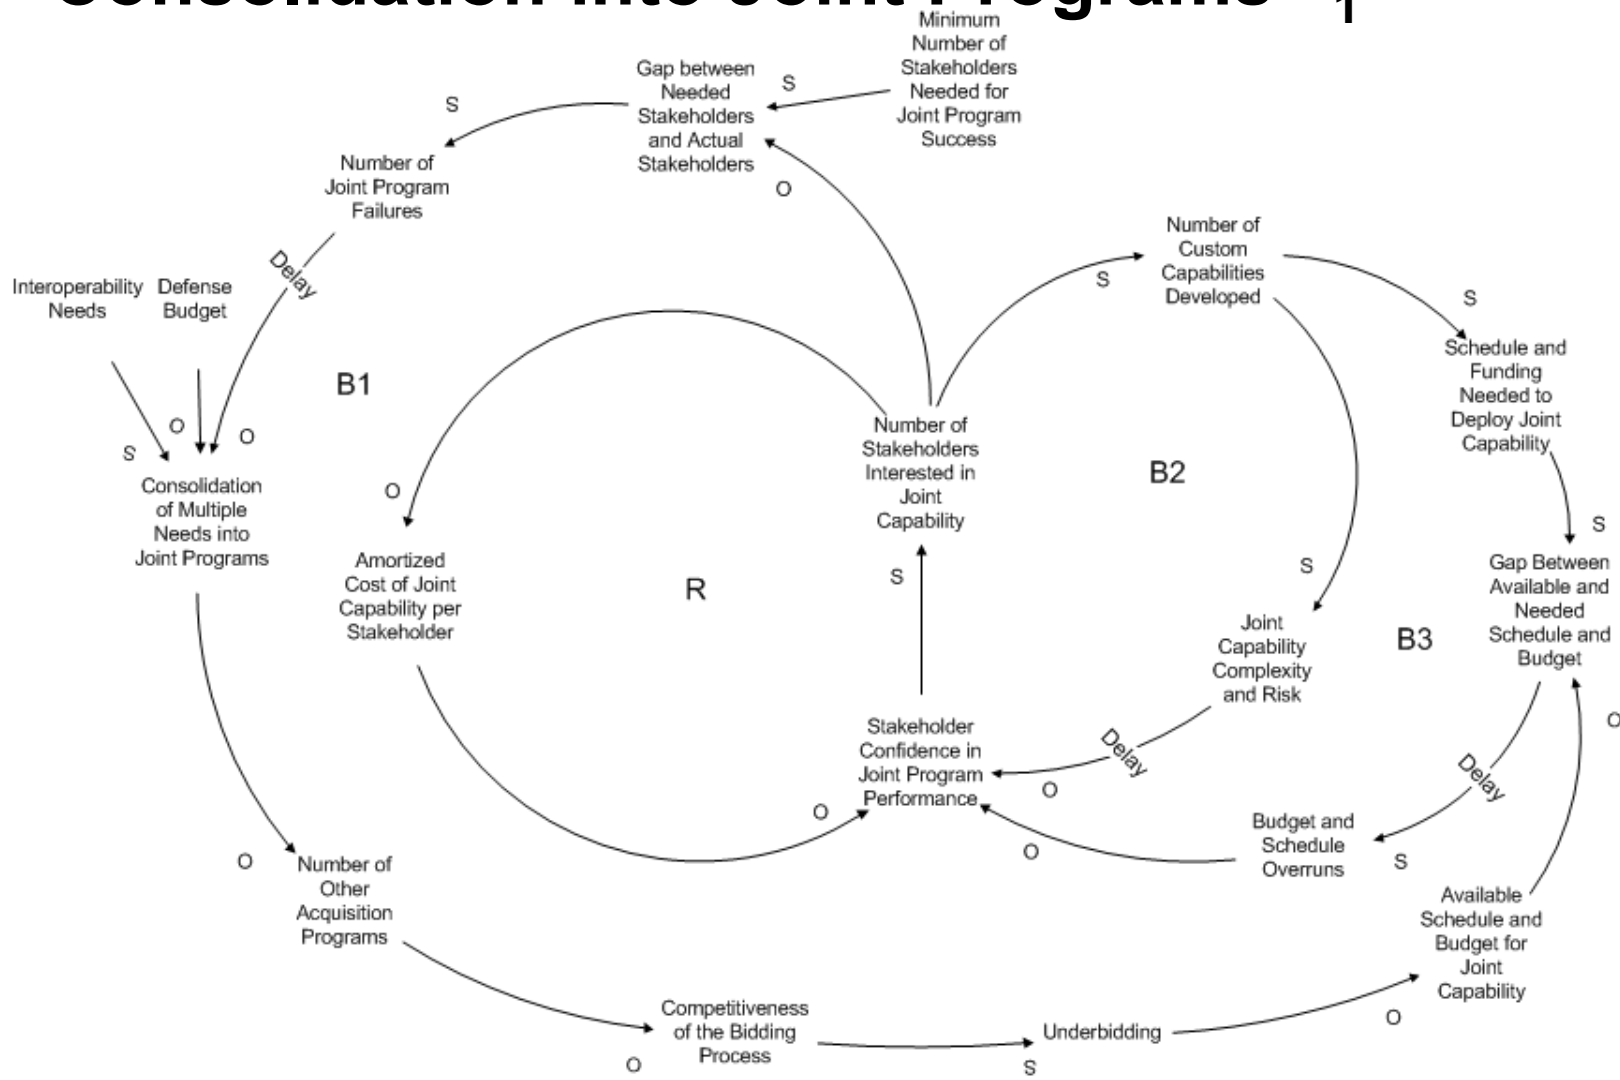 Consolidation into Joint Programs
1
Minimum
Number of
Stakeholders
Needed for
Joint Program
Success
S
Gap between
Needed
Stakeholders
and Actual
Stakeholders
S
O
Number of
Joint Program
Failures
Delay
Interoperability
Needs
Defense
Budget
S
O
O
B1
Consolidation
of Multiple
Needs into
Joint Programs
O
Amortized
Cost of Joint
Capability per
Stakeholder
R
Number of
Stakeholders
Interested in
Joint
Capability
S
S
Number of
Custom
Capabilities
Developed
S
Schedule and
Funding
Needed to
Deploy Joint
Capability
B2
S
S
Gap Between
Available and
Needed
Schedule and
Budget
Joint
Capability
Complexity
and Risk
B3
O
Stakeholder
Confidence in
Joint Program
Performance
Delay
O
Delay
O
O
Budget and
Schedule
Overruns
S
Available
Schedule and
Budget for
Joint
Capability
O
Number of
Other
Acquisition
Programs
Competitiveness
of the Bidding
Process
O
Underbidding
S
O